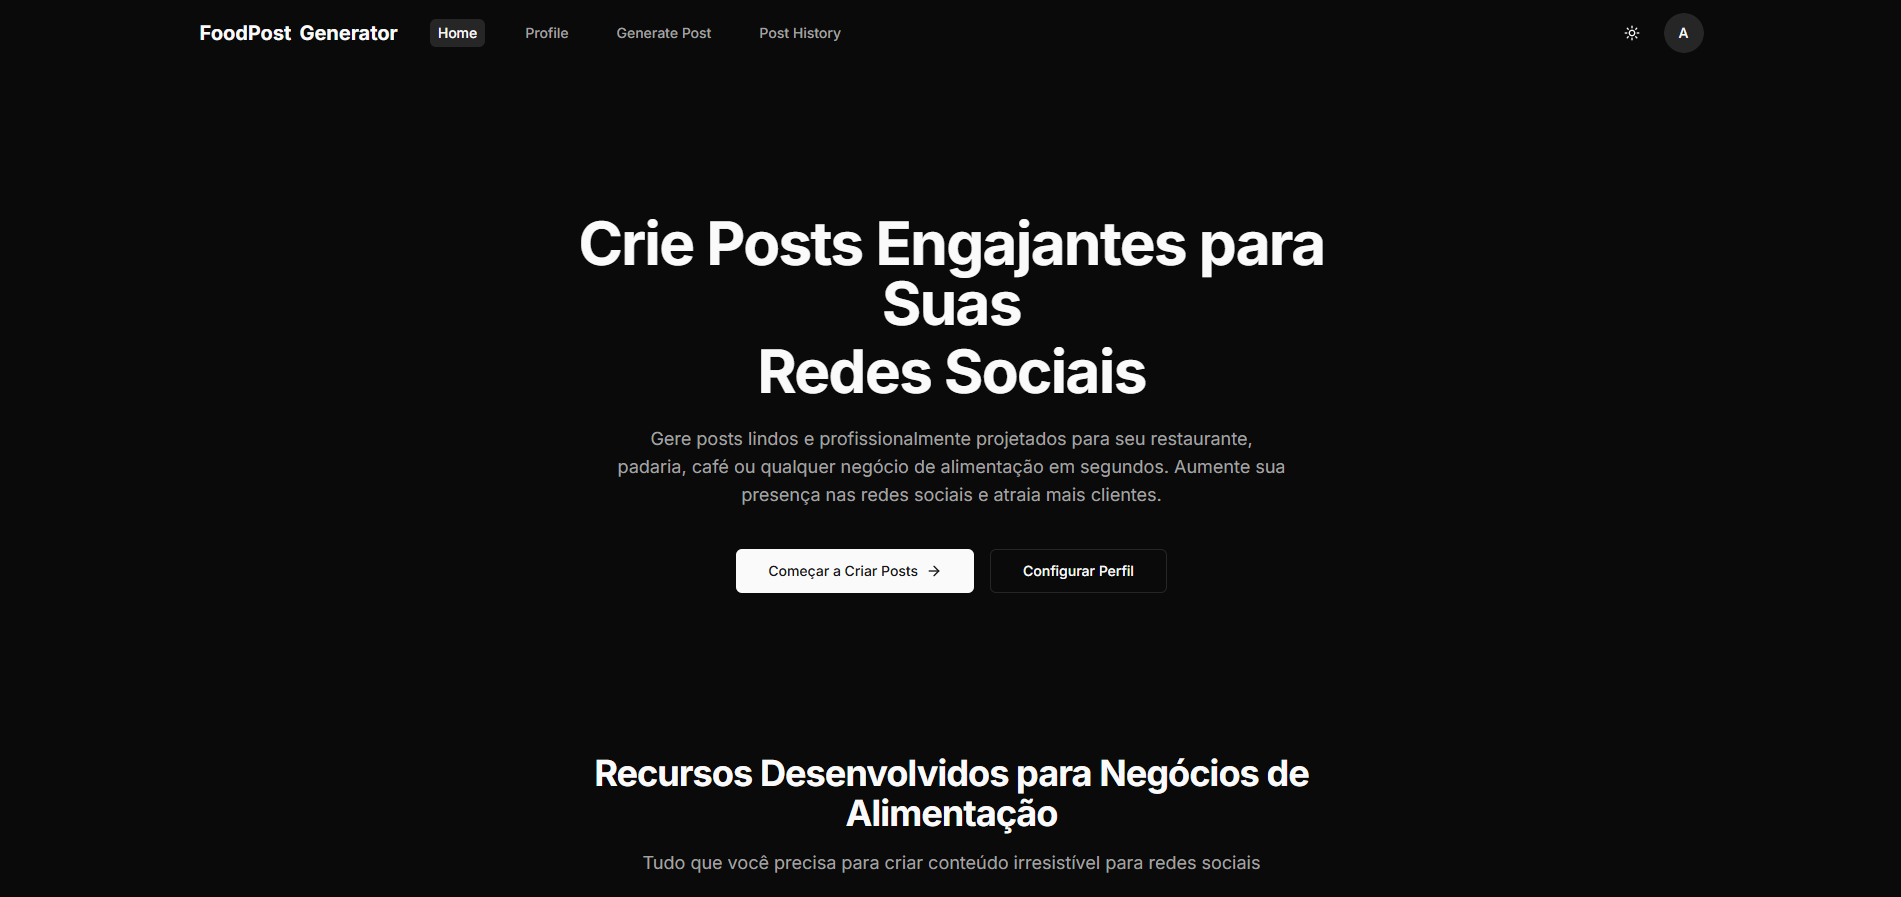 FoodPost Generator Home Profile Generate Post Post History A
Crie Posts Engajantes para
Suas
Redes Sociais
Gere posts lindos e profissionalmente projetados para seu restaurante,
padaria, café ou qualquer negócio de alimentação em segundos. Aumente sua
presença nas redes sociais e atraia mais clientes.
Começar a Criar Posts → Configurar Perfil
Recursos Desenvolvidos para Negócios de
Alimentação
Tudo que você precisa para criar conteúdo irresistível para redes sociais